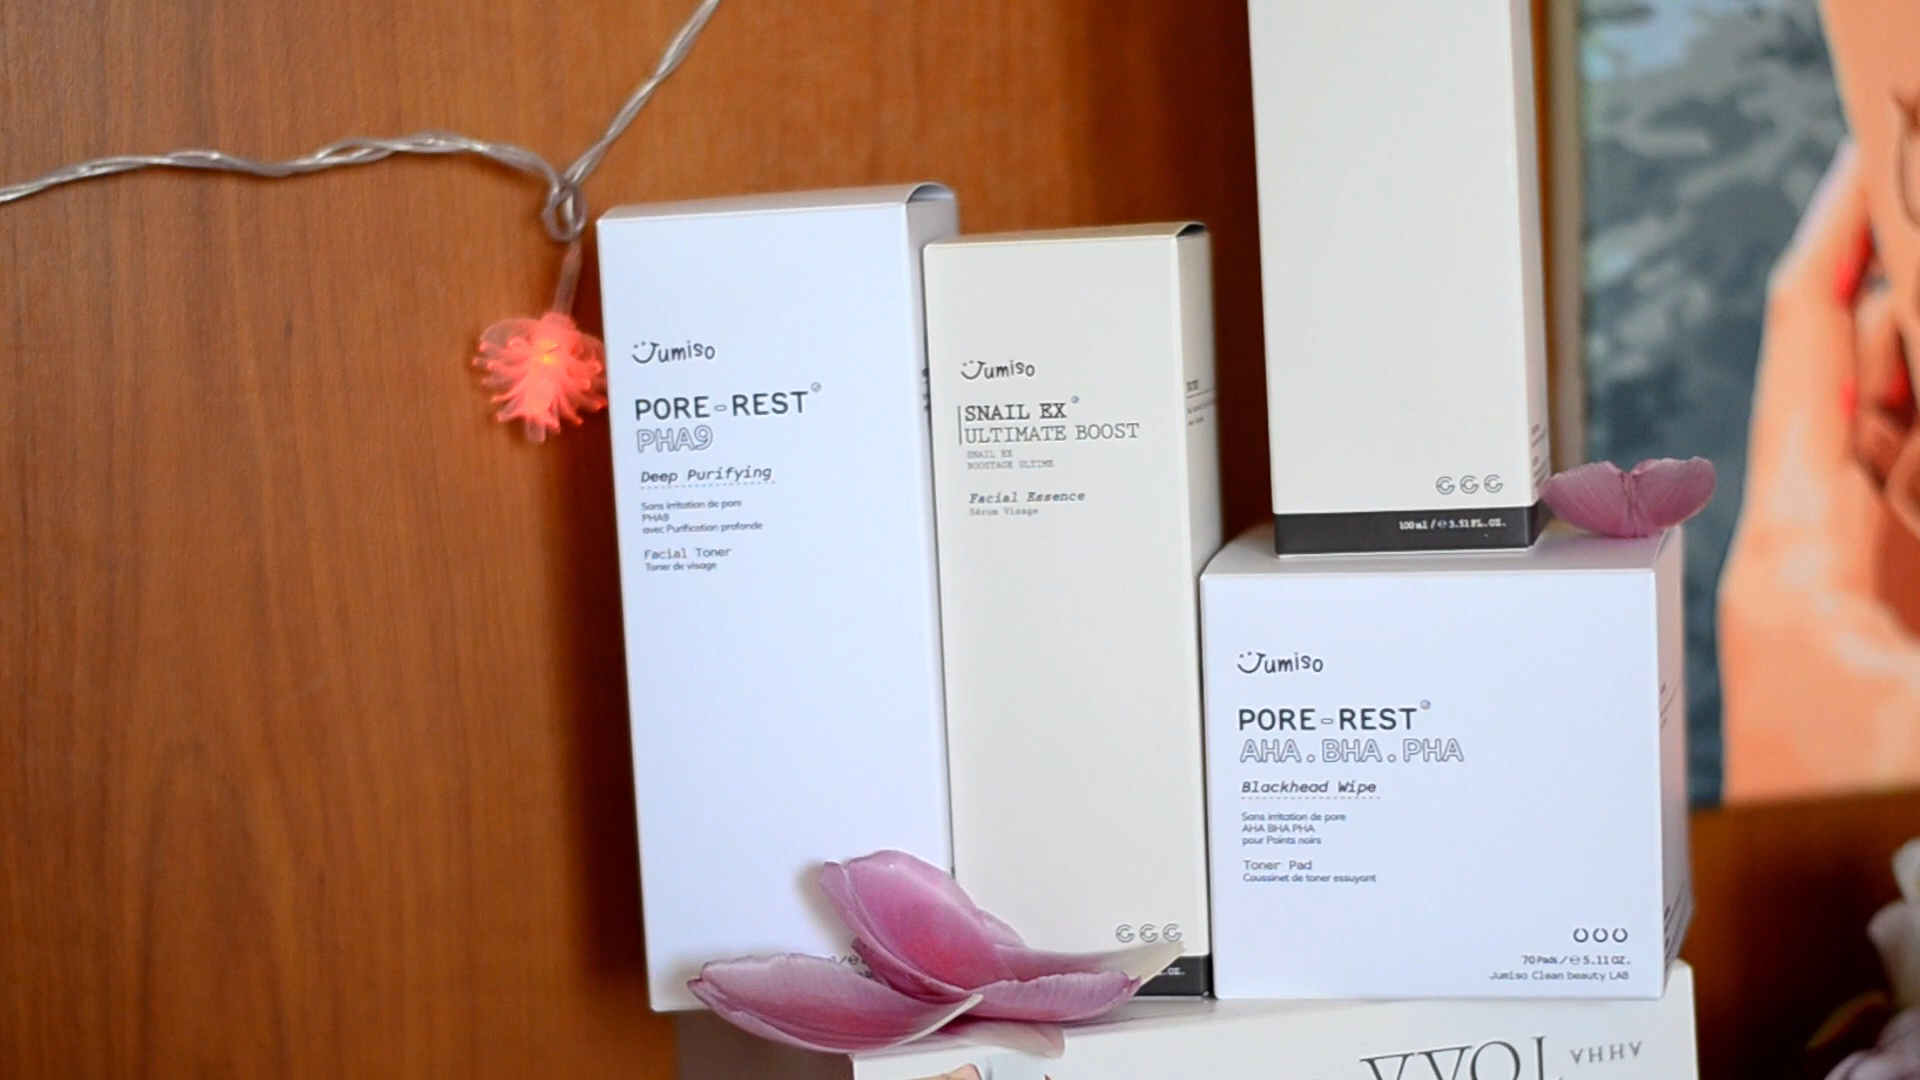 Jumiso
PORE-REST
PHA9
Deep Purifying
Sans irritation de pore
PHA9
avec Purification profonde
Facial Toner
Toner de visage
Jumiso
SNAIL EX
ULTIMATE BOOST
SNAIL EX
BOOSTAGE ULTIME
Facial Essence
Sérum Visage
100ml / ℮ 3.51 FL.OZ.
Jumiso
PORE-REST
AHA.BHA.PHA
Blackhead Wipe
Sans irritation de pore
AHA BHA PHA
pour Points noirs
Toner Pad
Coussinet de toner essuyant
70 Pads / ℮ 5.11 OZ.
Jumiso Clean beauty LAB